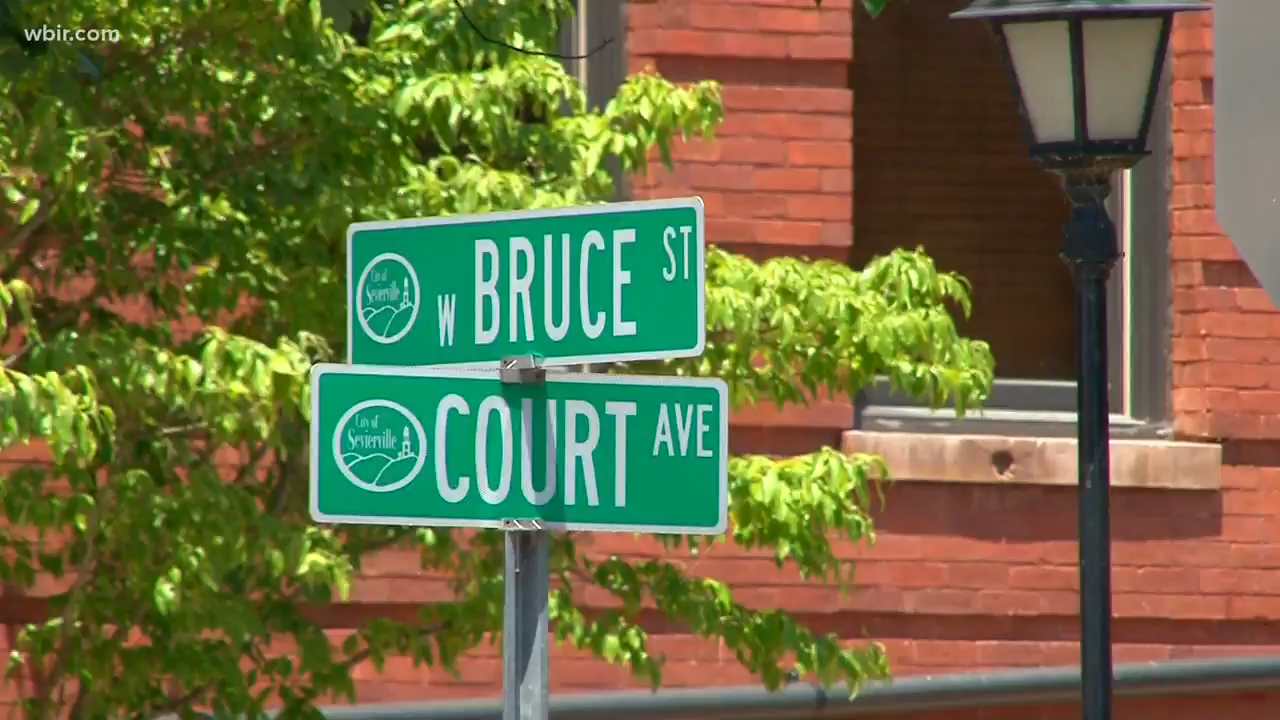 wbir.com
City of
Sevierville
W BRUCE ST
City of
Sevierville
COURT AVE